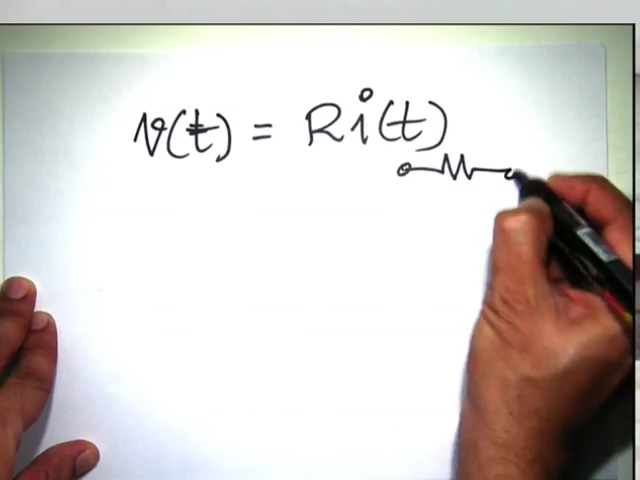 v(t) = Ri(t)